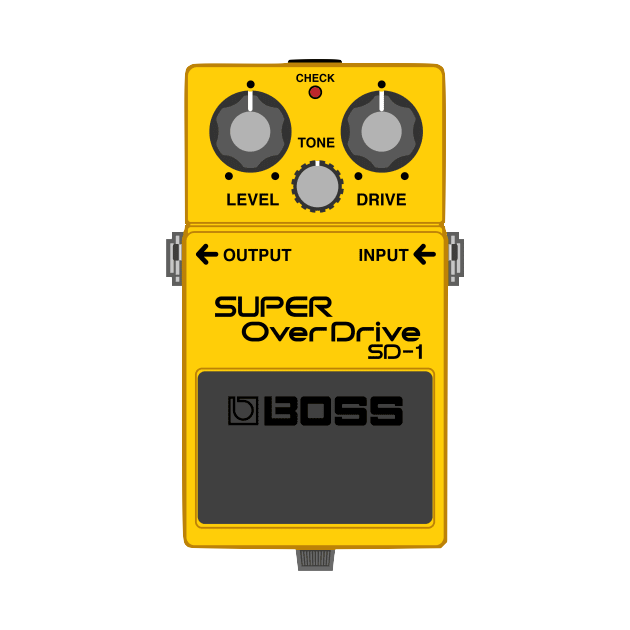 CHECK
TONE
LEVEL DRIVE
← OUTPUT INPUT ←
SUPER
OverDrive
SD-1
BOSS